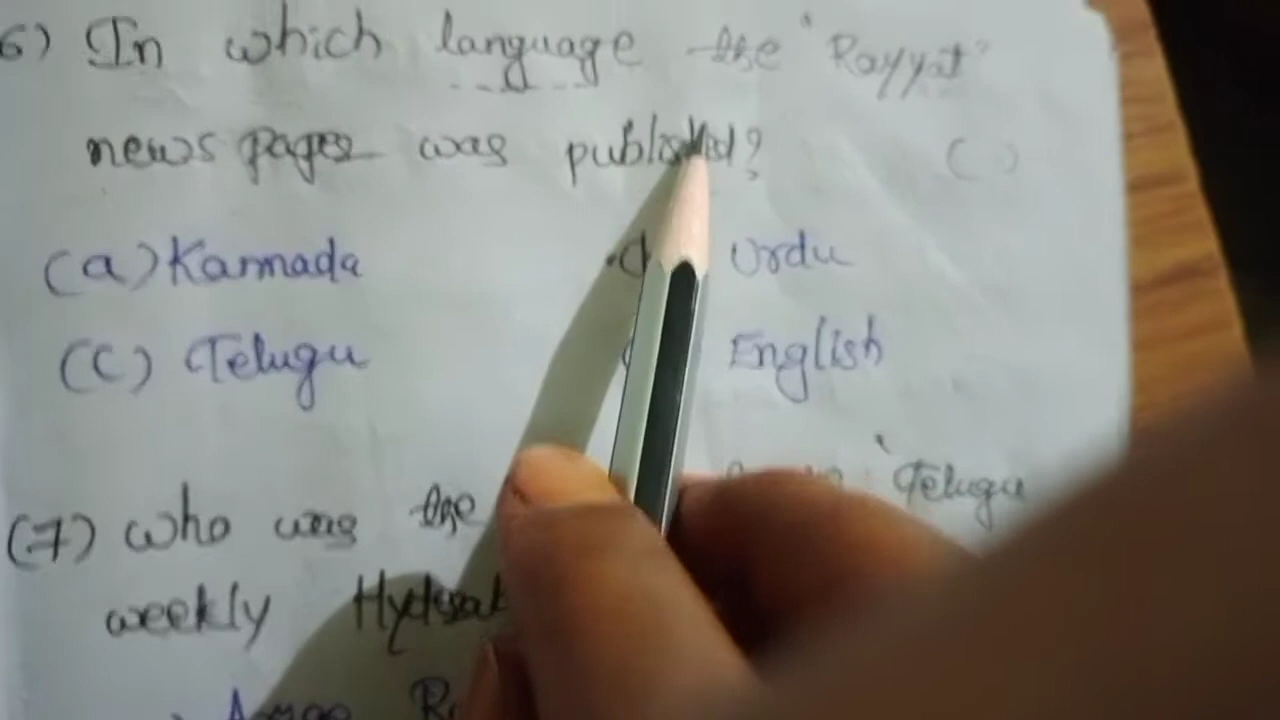 6) In which language the "Rayyat"
news paper was published? ( )
(a) Kannada Urdu
(C) Telugu English
(7) who was the Telugu
weekly